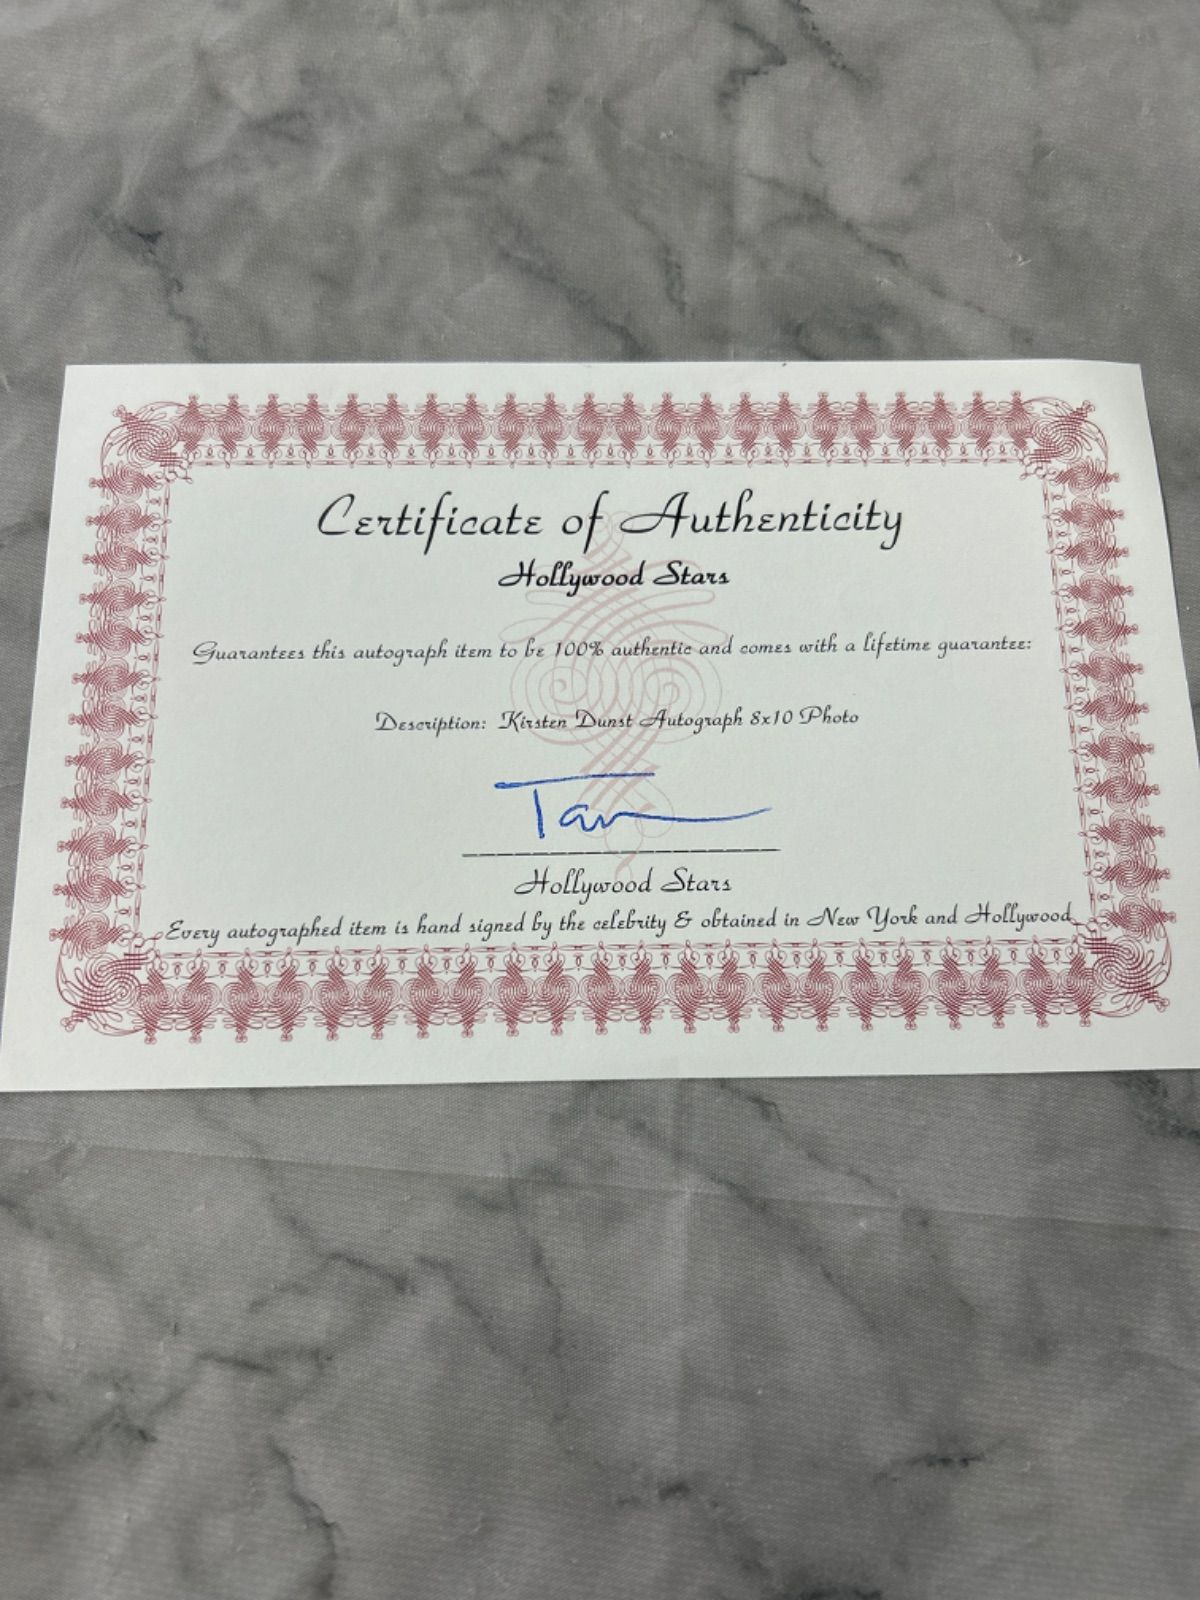 Certificate of Authenticity
Hollywood Stars
Guarantees this autograph item to be 100% authentic and comes with a lifetime guarantee:
Description: Kirsten Dunst Autograph 8x10 Photo
Hollywood Stars
Every autographed item is hand signed by the celebrity & obtained in New York and Hollywood